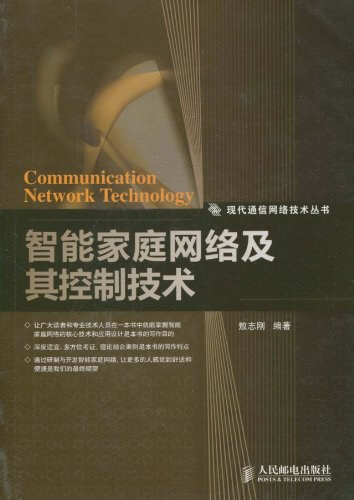 Communication
Network Technology
现代通信网络技术丛书
智能家庭网络及
其控制技术
敖志刚 编著
让广大读者和专业技术人员在一本书中就能掌握智能
家庭网络的核心技术和应用设计是本书的写作目的
深度适宜，多方位考证，理论结合案例是本书的写作特点
通过研制与开发智能家庭网络，让更多的人感觉到舒适和
便捷是我们的最终期望
人民邮电出版社
POSTS & TELECOM PRESS